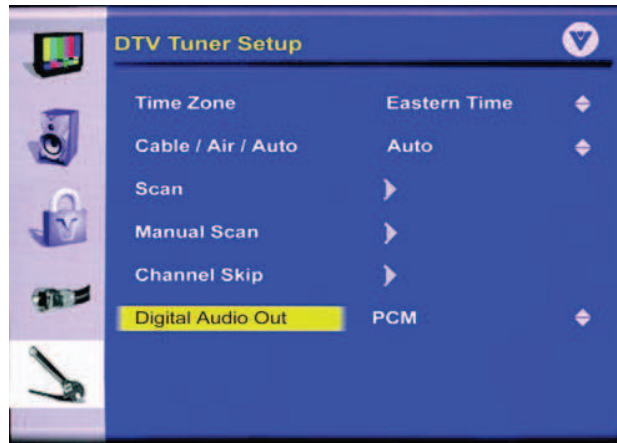 DTV Tuner Setup
Time Zone Eastern Time
Cable / Air / Auto Auto
Scan
Manual Scan
Channel Skip
Digital Audio Out PCM